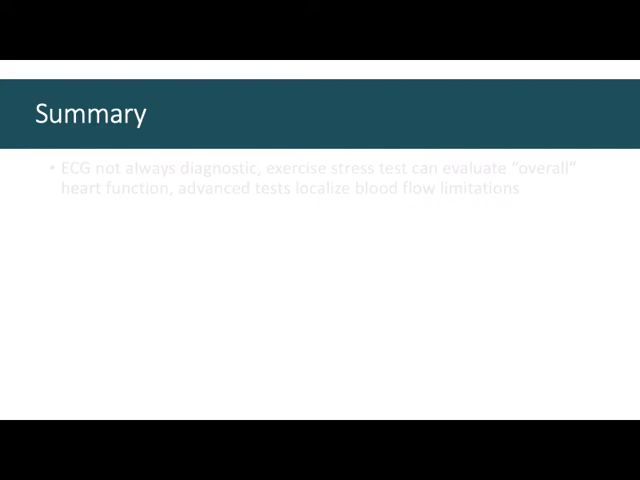 Summary
• ECG not always diagnostic, exercise stress test can evaluate “overall”
heart function, advanced tests localize blood flow limitations